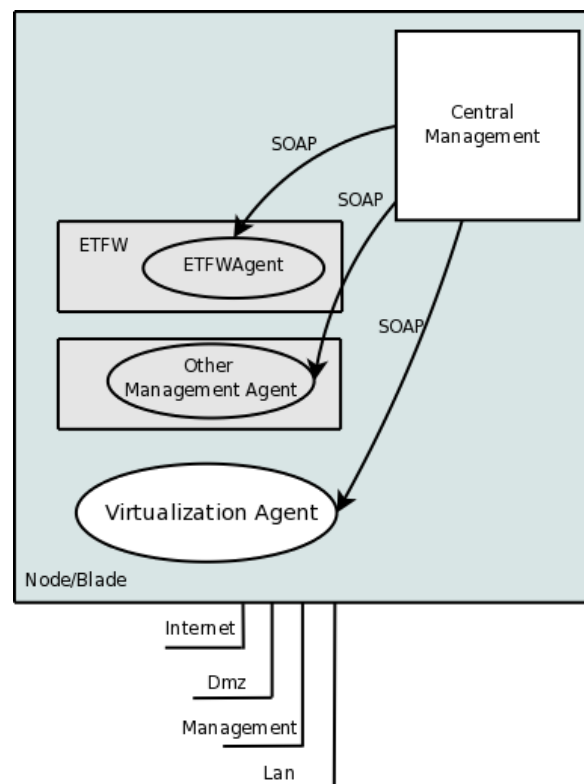 Central
Management
SOAP
SOAP
ETFW
ETFWAgent
SOAP
Other
Management Agent
Virtualization Agent
Node/Blade
Internet
Dmz
Management
Lan